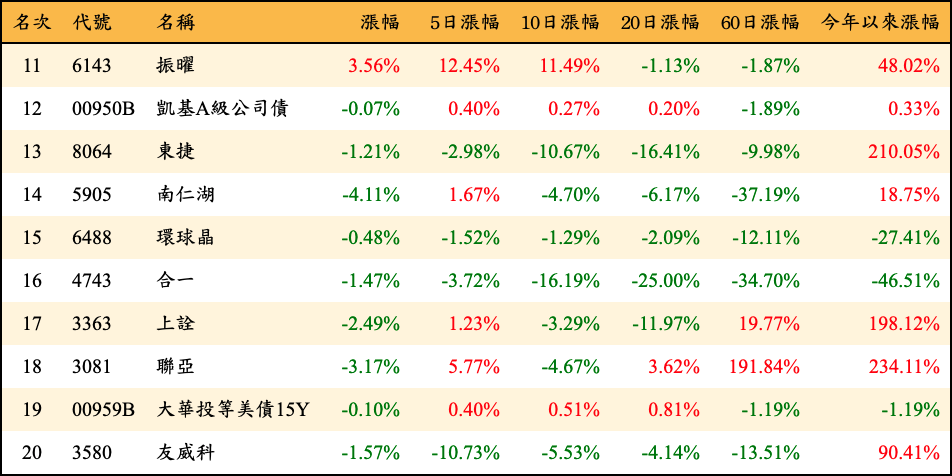 名次 代號 名稱 漲幅 5日漲幅 10日漲幅 20日漲幅 60日漲幅 今年以來漲幅
11 6143 振曜 3.56% 12.45% 11.49% -1.13% -1.87% 48.02%
12 00950B 凱基A級公司債 -0.07% 0.40% 0.27% 0.20% -1.89% 0.33%
13 8064 東捷 -1.21% -2.98% -10.67% -16.41% -9.98% 210.05%
14 5905 南仁湖 -4.11% 1.67% -4.70% -6.17% -37.19% 18.75%
15 6488 環球晶 -0.48% -1.52% -1.29% -2.09% -12.11% -27.41%
16 4743 合一 -1.47% -3.72% -16.19% -25.00% -34.70% -46.51%
17 3363 上詮 -2.49% 1.23% -3.29% -11.97% 19.77% 198.12%
18 3081 聯亞 -3.17% 5.77% -4.67% 3.62% 191.84% 234.11%
19 00959B 大華投等美債15Y -0.10% 0.40% 0.51% 0.81% -1.19% -1.19%
20 3580 友威科 -1.57% -10.73% -5.53% -4.14% -13.51% 90.41%